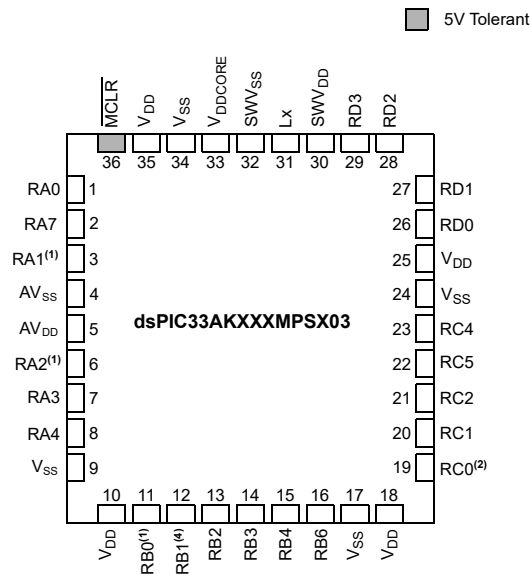 5V Tolerant
MCLR
VDD
VSS
VDDCORE
SWVSS
Lx
SWVDD
RD3
RD2
36 35 34 33 32 31 30 29 28
RA0 1
RA7 2
RA1(1) 3
AVSS 4
AVDD 5
RA2(1) 6
RA3 7
RA4 8
VSS 9
dsPIC33AKXXXMPSX03
27 RD1
26 RD0
25 VDD
24 VSS
23 RC4
22 RC5
21 RC2
20 RC1
19 RC0(2)
10 11 12 13 14 15 16 17 18
VDD
RB0(1)
RB1(4)
RB2
RB3
RB4
RB6
VSS
VDD